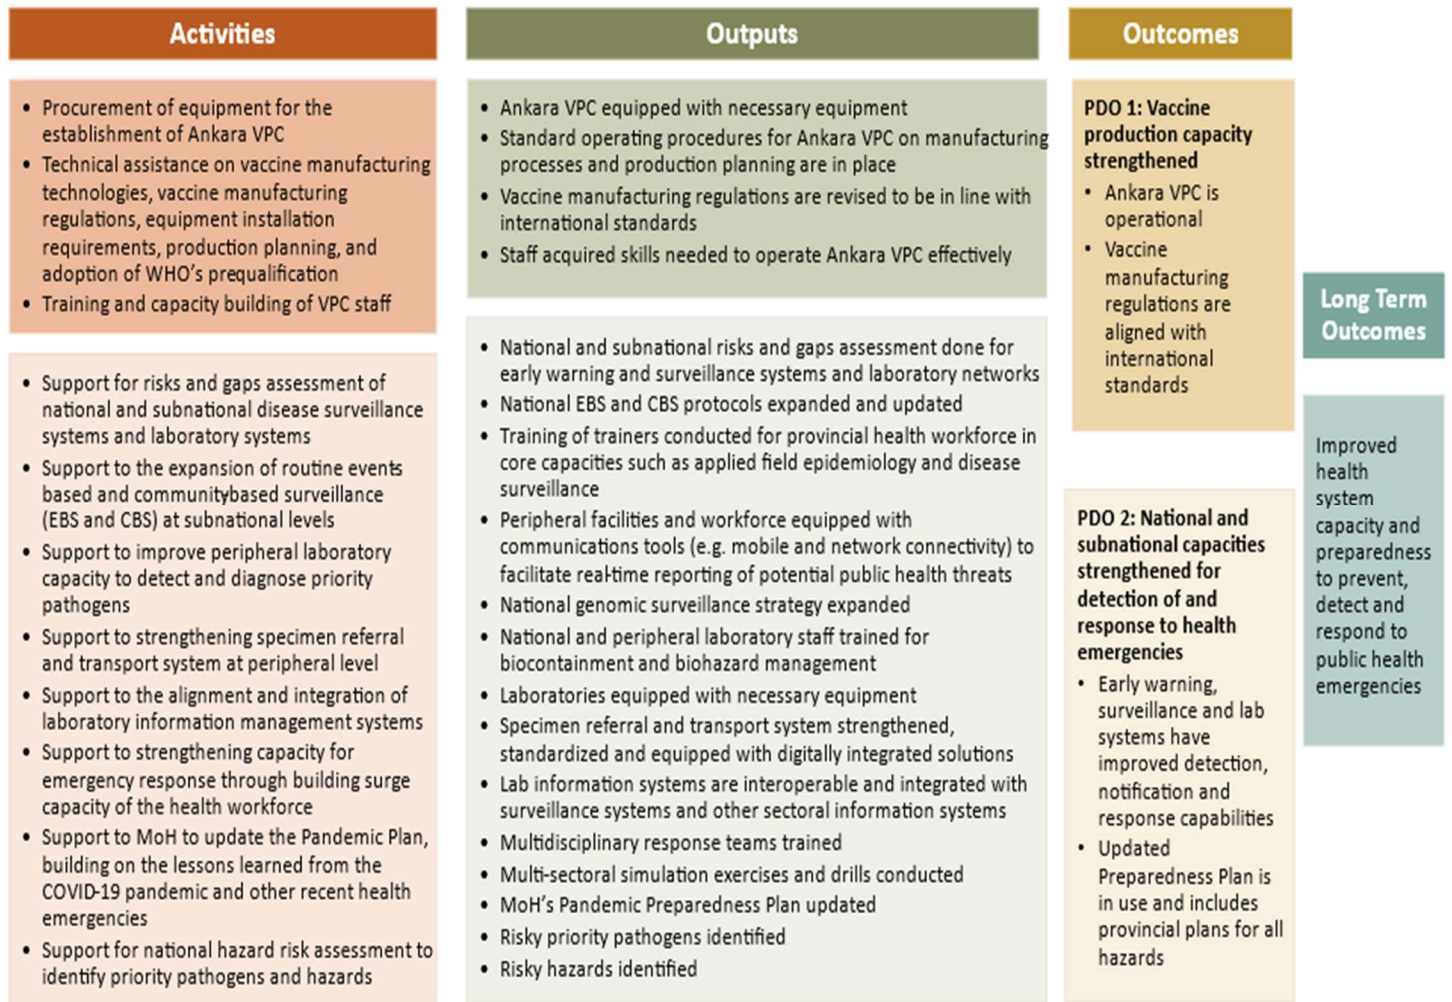 Activities
• Procurement of equipment for the
establishment of Ankara VPC
• Technical assistance on vaccine manufacturing
technologies, vaccine manufacturing
regulations, equipment installation
requirements, production planning, and
adoption of WHO's prequalification
• Training and capacity building of VPC staff
• Support for risks and gaps assessment of
national and subnational disease surveillance
systems and laboratory systems
• Support to the expansion of routine events
based and communitybased surveillance
(EBS and CBS) at subnational levels
• Support to improve peripheral laboratory
capacity to detect and diagnose priority
pathogens
• Support to strengthening specimen referral
and transport system at peripheral level
• Support to the alignment and integration of
laboratory information management systems
• Support to strengthening capacity for
emergency response through building surge
capacity of the health workforce
• Support to MoH to update the Pandemic Plan,
building on the lessons learned from the
COVID-19 pandemic and other recent health
emergencies
• Support for national hazard risk assessment to
identify priority pathogens and hazards
Outputs
• Ankara VPC equipped with necessary equipment
• Standard operating procedures for Ankara VPC on manufacturing
processes and production planning are in place
• Vaccine manufacturing regulations are revised to be in line with
international standards
• Staff acquired skills needed to operate Ankara VPC effectively
• National and subnational risks and gaps assessment done for
early warning and surveillance systems and laboratory networks
• National EBS and CBS protocols expanded and updated
• Training of trainers conducted for provincial health workforce in
core capacities such as applied field epidemiology and disease
surveillance
• Peripheral facilities and workforce equipped with
communications tools (e.g. mobile and network connectivity) to
facilitate real-time reporting of potential public health threats
• National genomic surveillance strategy expanded
• National and peripheral laboratory staff trained for
biocontainment and biohazard management
• Laboratories equipped with necessary equipment
• Specimen referral and transport system strengthened,
standardized and equipped with digitally integrated solutions
• Lab information systems are interoperable and integrated with
surveillance systems and other sectoral information systems
• Multidisciplinary response teams trained
• Multi-sectoral simulation exercises and drills conducted
• MoH's Pandemic Preparedness Plan updated
• Risky priority pathogens identified
• Risky hazards identified
Outcomes
PDO 1: Vaccine
production capacity
strengthened
• Ankara VPC is
operational
• Vaccine
manufacturing
regulations are
aligned with
international
standards
PDO 2: National and
subnational capacities
strengthened for
detection of and
response to health
emergencies
• Early warning,
surveillance and lab
systems have
improved detection,
notification and
response capabilities
• Updated
Preparedness Plan is
in use and includes
provincial plans for all
hazards
Long Term
Outcomes
Improved
health
system
capacity and
preparedness
to prevent,
detect and
respond to
public health
emergencies